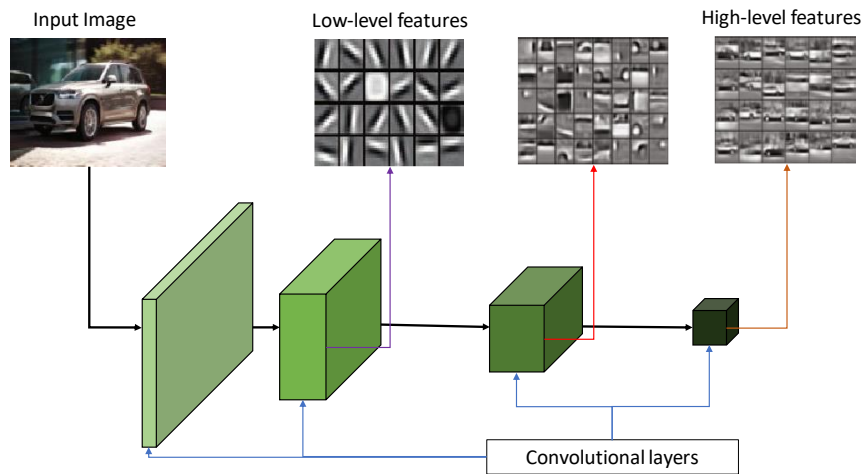 Input Image
Low-level features
High-level features
Convolutional layers